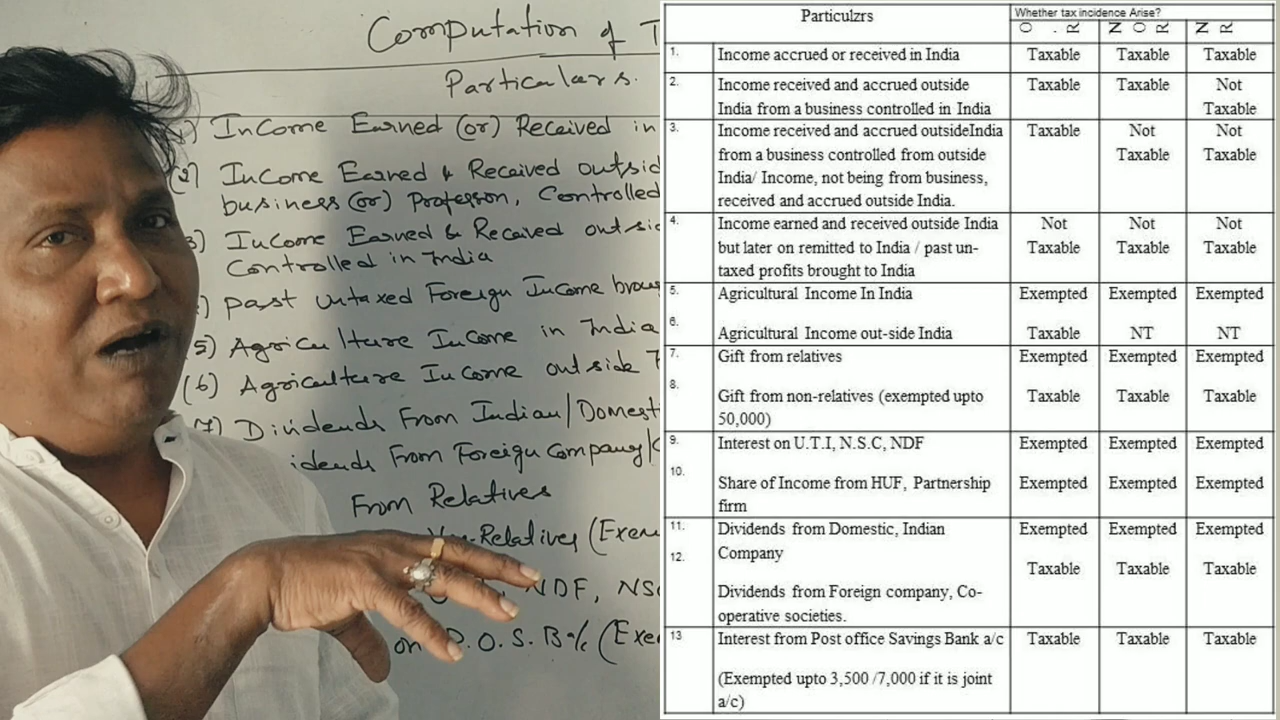 Computation of T
Particulars.
1) InCome Earned (or) Received in
(2) InCome Earned & Received outsid
business (or) Profession, Controlled
3) InCome Earned & Received outsid
Controlled in India
) past untaxed Foreign InCome brou
5) Agriculture InCome in India
(6) Agriculture InCome outside
(7) Dividends From Indian/Domest
idends From Foreign Company/
From Relatives
Relatives (Exem
NDF, NS
on P.O.S.B a/c (Exe
Particulzrs
Whether tax incidence Arise?
O.R
NOR
NR
1. Income accrued or received in India Taxable Taxable Taxable
2. Income received and accrued outside Taxable Taxable Not
India from a business controlled in India Taxable
3. Income received and accrued outsideIndia Taxable Not Not
from a business controlled from outside Taxable Taxable
India/ Income, not being from business,
received and accrued outside India.
4. Income earned and received outside India Not Not Not
but later on remitted to India / past un- Taxable Taxable Taxable
taxed profits brought to India
5. Agricultural Income In India Exempted Exempted Exempted
6. Agricultural Income out-side India Taxable NT NT
7. Gift from relatives Exempted Exempted Exempted
8. Gift from non-relatives (exempted upto Taxable Taxable Taxable
50,000)
9. Interest on U.T.I, N.S.C, NDF Exempted Exempted Exempted
10. Share of Income from HUF, Partnership Exempted Exempted Exempted
firm
11. Dividends from Domestic, Indian Exempted Exempted Exempted
Company
12. Taxable Taxable Taxable
Dividends from Foreign company, Co-
operative societies.
13 Interest from Post office Savings Bank a/c Taxable Taxable Taxable
(Exempted upto 3,500 /7,000 if it is joint
a/c)